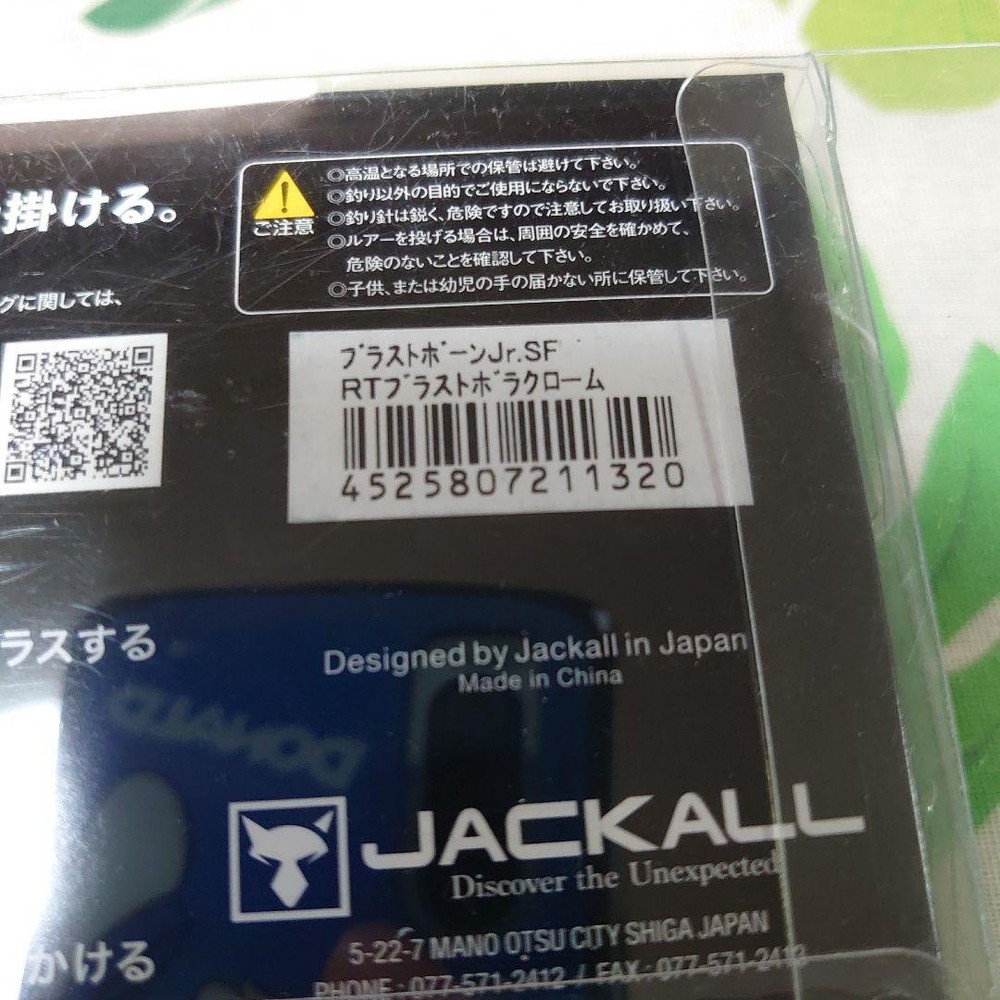 掛ける。
◎高温となる場所での保管は避けて下さい。
◎釣り以外の目的でご使用にならないで下さい。
◎釣り針は鋭く、危険ですので注意してお取り扱い下さい。
◎ルアーを投げる場合は、周囲の安全を確かめて、
危険のないことを確認して下さい。
◎子供、または幼児の手の届かない所に保管して下さい。
ご注意
グに関しては、
ブラストボーンJr.SF
RTブラストボラクローム
4525807211320
ラスする
Designed by Jackall in Japan
Made in China
DONATED
JACKALL
Discover the Unexpected
かける
5-22-7 MANO OTSU CITY SHIGA JAPAN
PHONE : 077-571-2412 / FAX : 077-571-2413